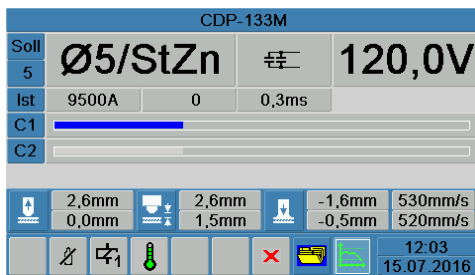 CDP-133M
Soll
5
Ø5/StZn
120,0V
Ist
9500A
0
0,3ms
C1
C2
2,6mm
0,0mm
2,6mm
1,5mm
-1,6mm
-0,5mm
530mm/s
520mm/s
1
12:03
15.07.2016